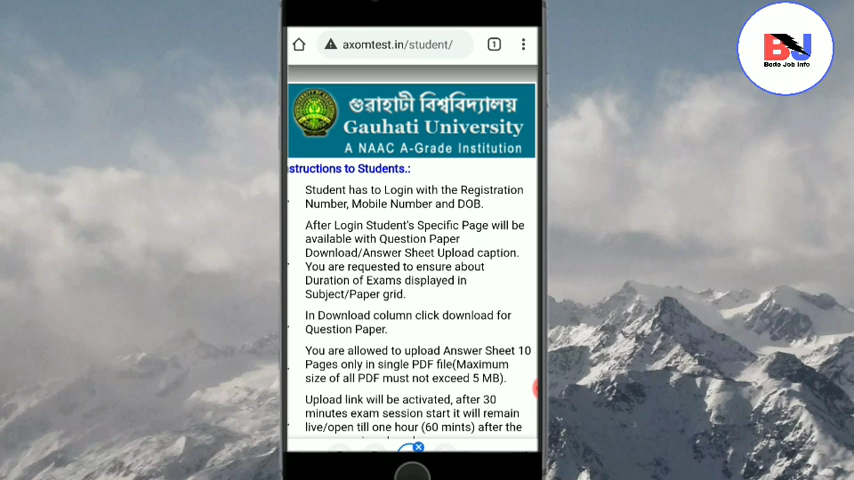 axomtest.in/student/
1
BJ
Bodo Job Info
গুৱাহাটী বিশ্ববিদ্যালয়
Gauhati University
A NAAC A-Grade Institution
structions to Students.:
Student has to Login with the Registration
Number, Mobile Number and DOB.
After Login Student's Specific Page will be
available with Question Paper
Download/Answer Sheet Upload caption.
You are requested to ensure about
Duration of Exams displayed in
Subject/Paper grid.
In Download column click download for
Question Paper.
You are allowed to upload Answer Sheet 10
Pages only in single PDF file(Maximum
size of all PDF must not exceed 5 MB).
Upload link will be activated, after 30
minutes exam session start it will remain
live/open till one hour (60 mints) after the